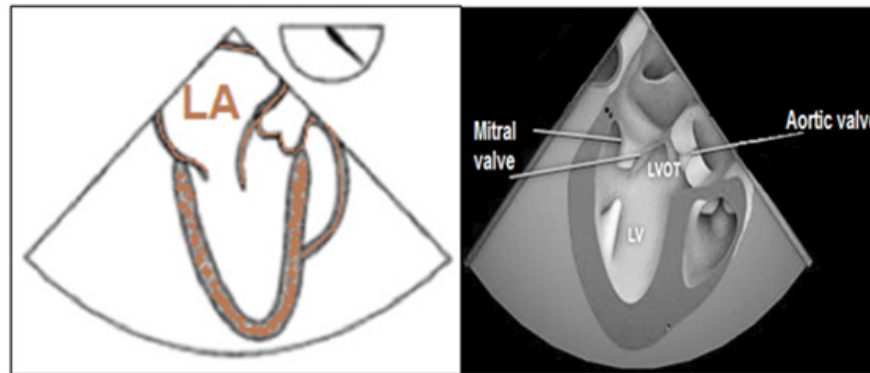 LA
Mitral
valve
Aortic valve
LVOT
LV